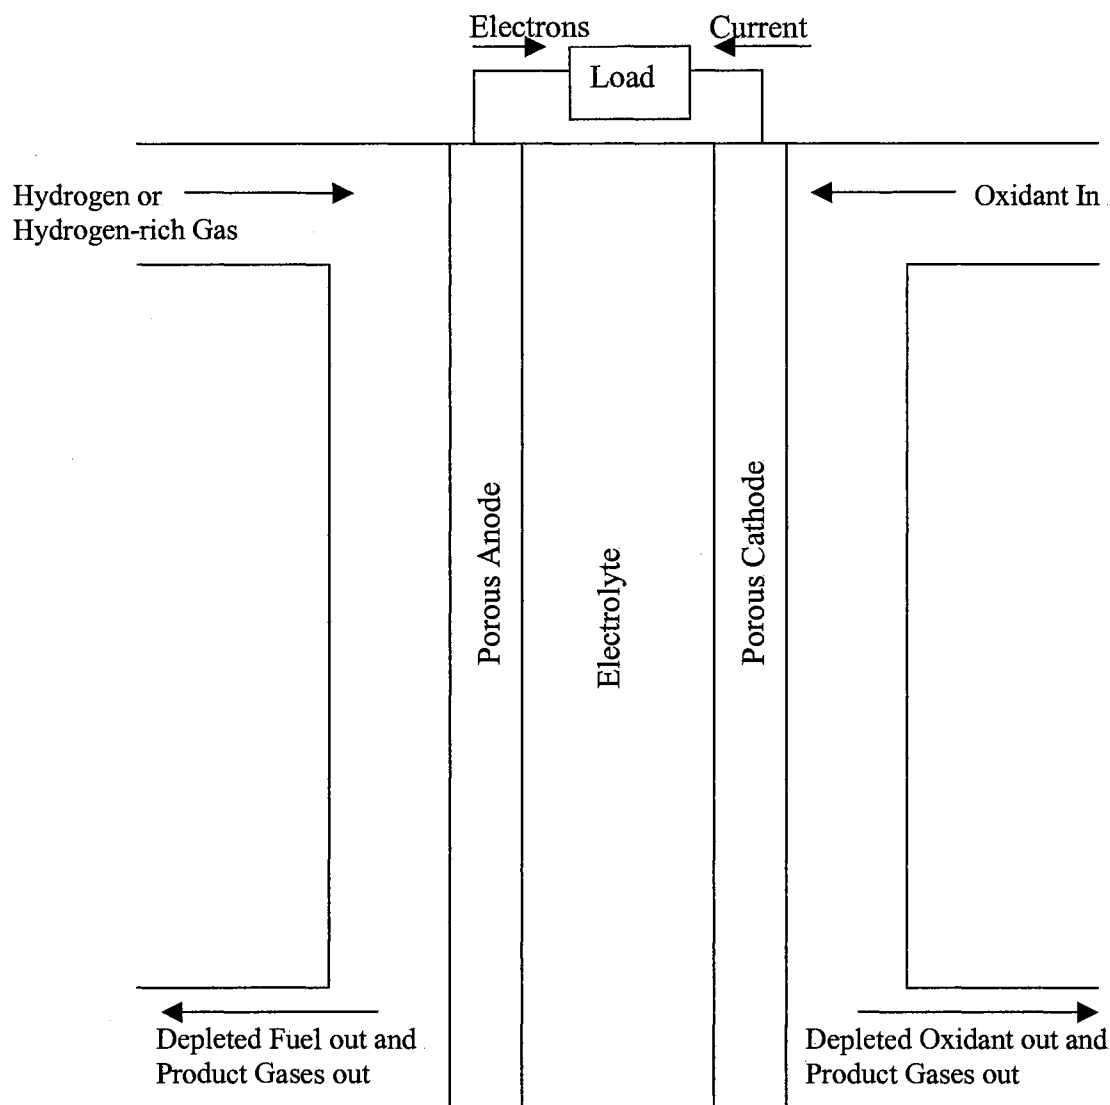 Electrons
Current
Load
Hydrogen or
Hydrogen-rich Gas
Oxidant In
Porous Anode
Electrolyte
Porous Cathode
Depleted Fuel out and
Product Gases out
Depleted Oxidant out and
Product Gases out